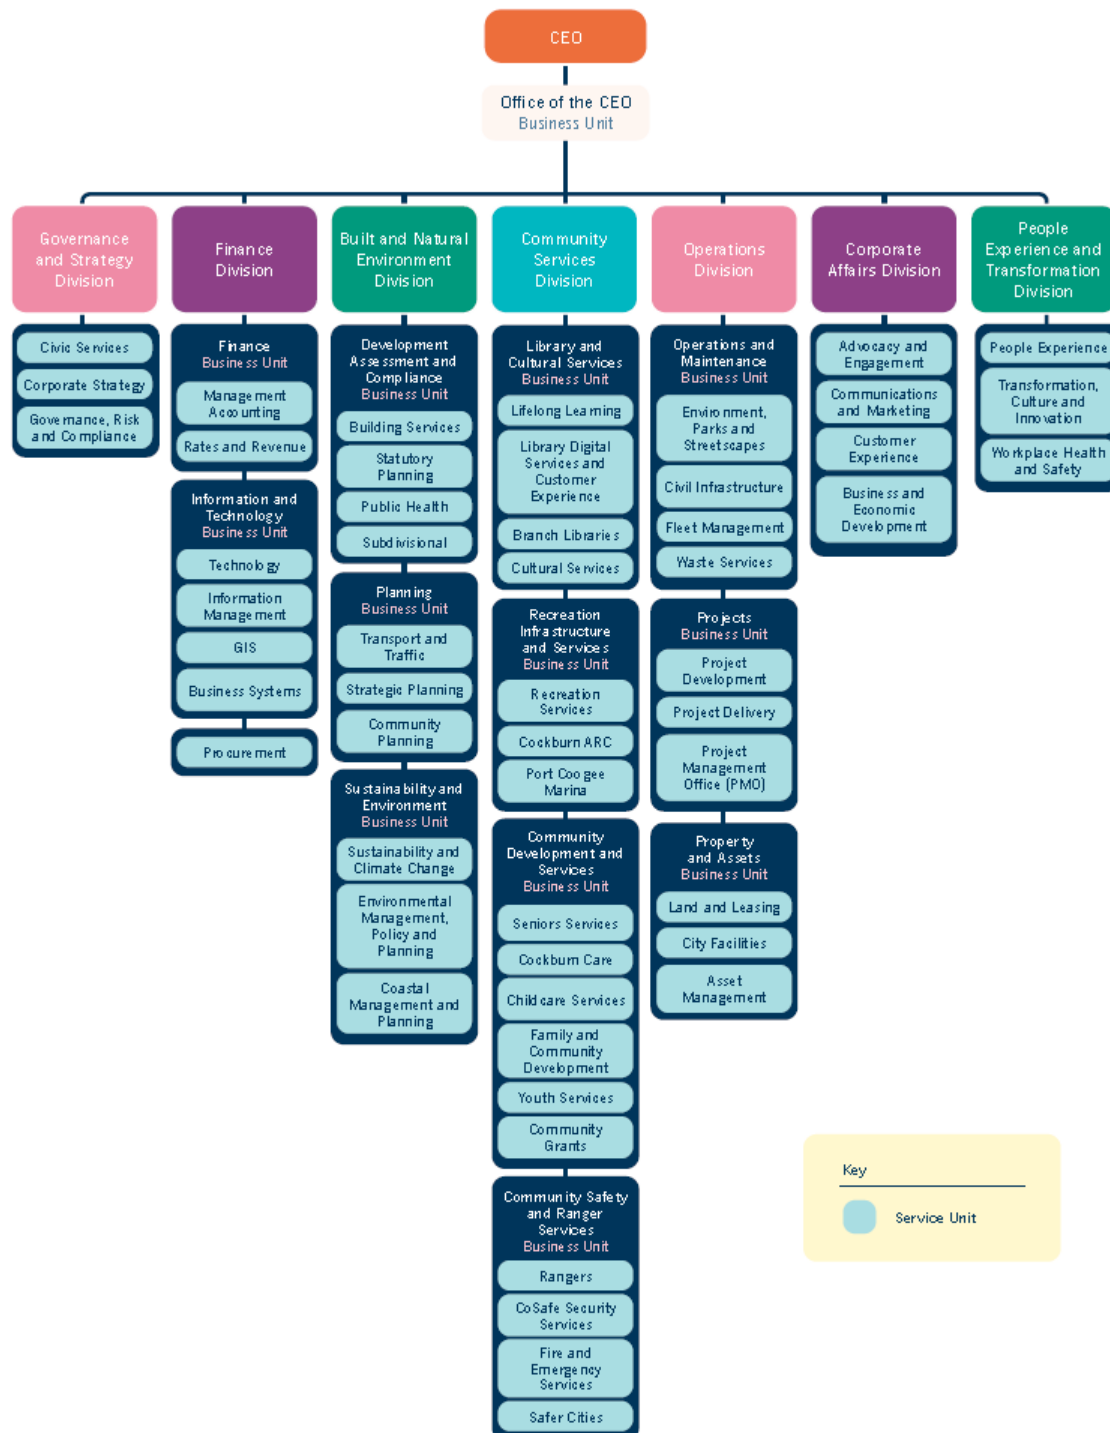 CEO
Office of the CEO
Business Unit
Governance
and Strategy
Division
Civic Services
Corporate Strategy
Governance, Risk
and Compliance
Finance
Division
Finance
Business Unit
Management
Accounting
Rates and Revenue
Information and
Technology
Business Unit
Technology
Information
Management
GIS
Business Systems
Procurement
Built and Natural
Environment
Division
Development
Assessment and
Compliance
Business Unit
Building Services
Statutory
Planning
Public Health
Subdivisional
Planning
Business Unit
Transport and
Traffic
Strategic Planning
Community
Planning
Sustainability and
Environment
Business Unit
Sustainability and
Climate Change
Environmental
Management,
Policy and
Planning
Coastal
Management and
Planning
Community
Services
Division
Library and
Cultural Services
Business Unit
Lifelong Learning
Library Digital
Services and
Customer
Experience
Branch Libraries
Cultural Services
Recreation
Infrastructure
and Services
Business Unit
Recreation
Services
Cockburn ARC
Port Coogee
Marina
Community
Development and
Services
Business Unit
Seniors Services
Cockburn Care
Childcare Services
Family and
Community
Development
Youth Services
Community
Grants
Community Safety
and Ranger
Services
Business Unit
Rangers
CoSafe Security
Services
Fire and
Emergency
Services
Safer Cities
Operations
Division
Operations and
Maintenance
Business Unit
Environment,
Parks and
Streetscapes
Civil Infrastructure
Fleet Management
Waste Services
Projects
Business Unit
Project
Development
Project Delivery
Project
Management
Office (PMO)
Property
and Assets
Business Unit
Land and Leasing
City Facilities
Asset
Management
Corporate
Affairs Division
Advocacy and
Engagement
Communications
and Marketing
Customer
Experience
Business and
Economic
Development
People
Experience and
Transformation
Division
People Experience
Transformation,
Culture and
Innovation
Workplace Health
and Safety
Key
Service Unit